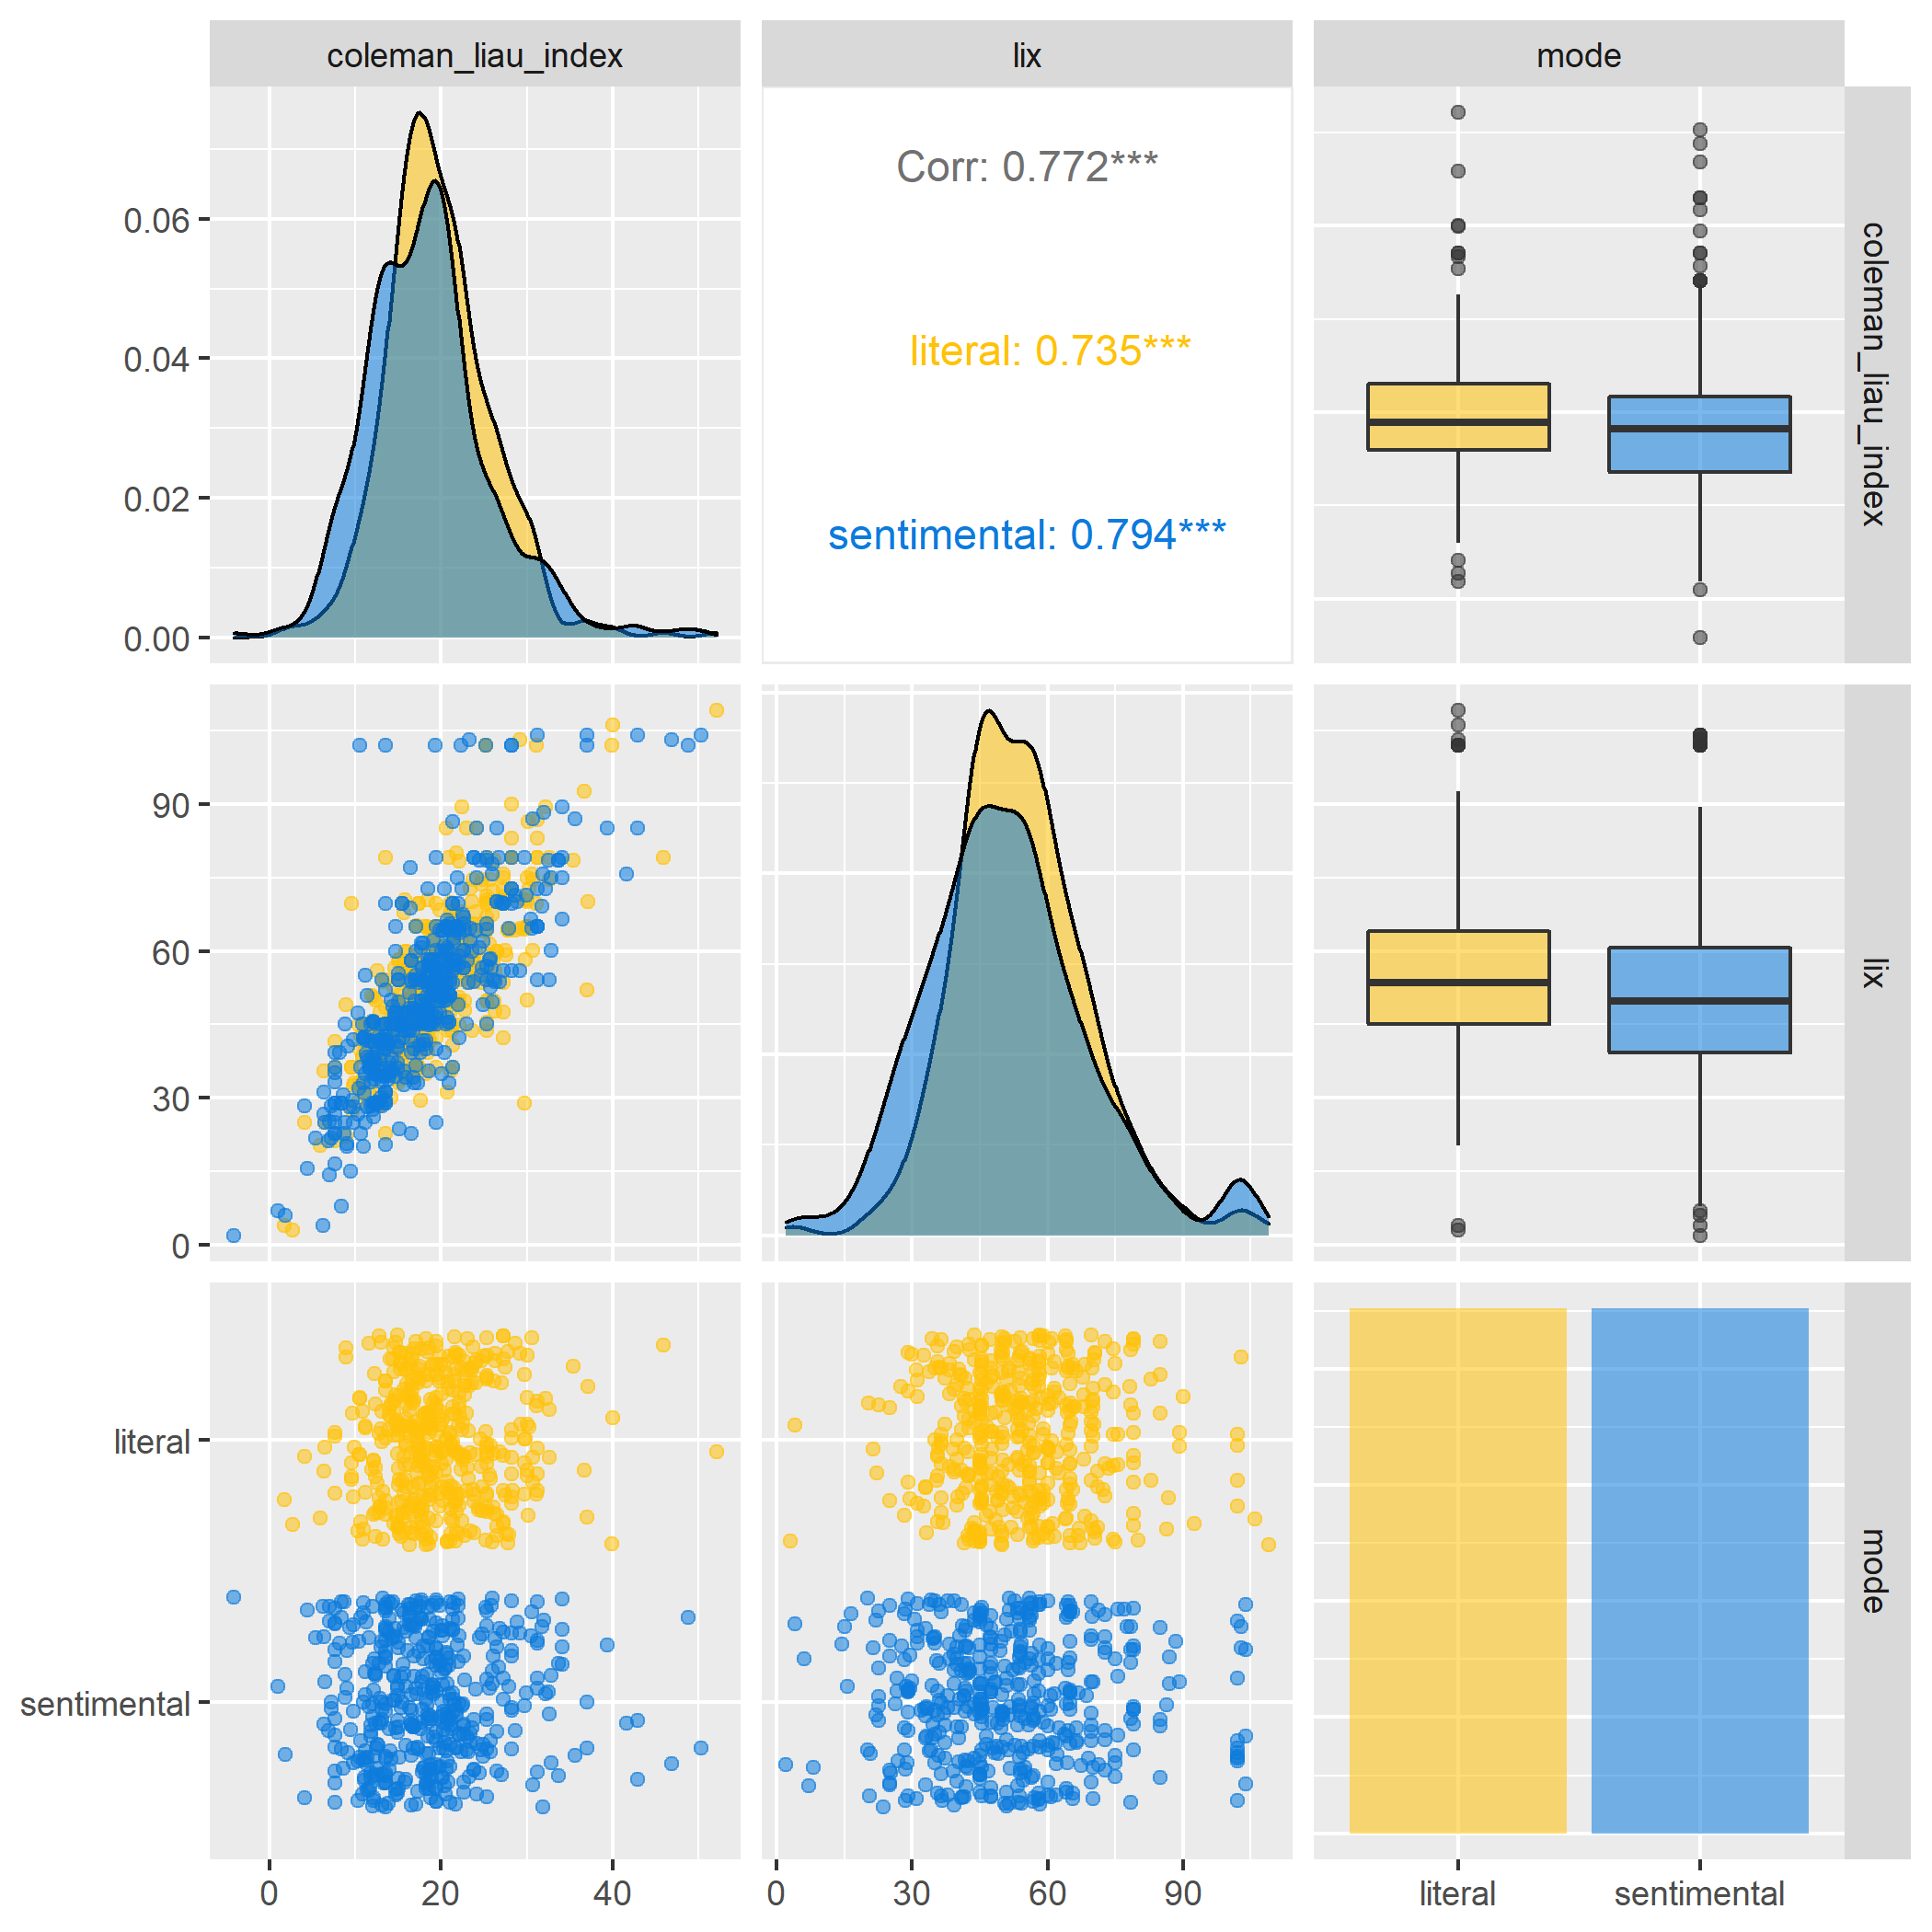 coleman_liau_index
lix
mode
0.06
0.04
0.02
0.00
Corr: 0.772***
literal: 0.735***
sentimental: 0.794***
coleman_liau_index
90
60
30
0
lix
literal
sentimental
mode
0
20
40
0
30
60
90
literal
sentimental